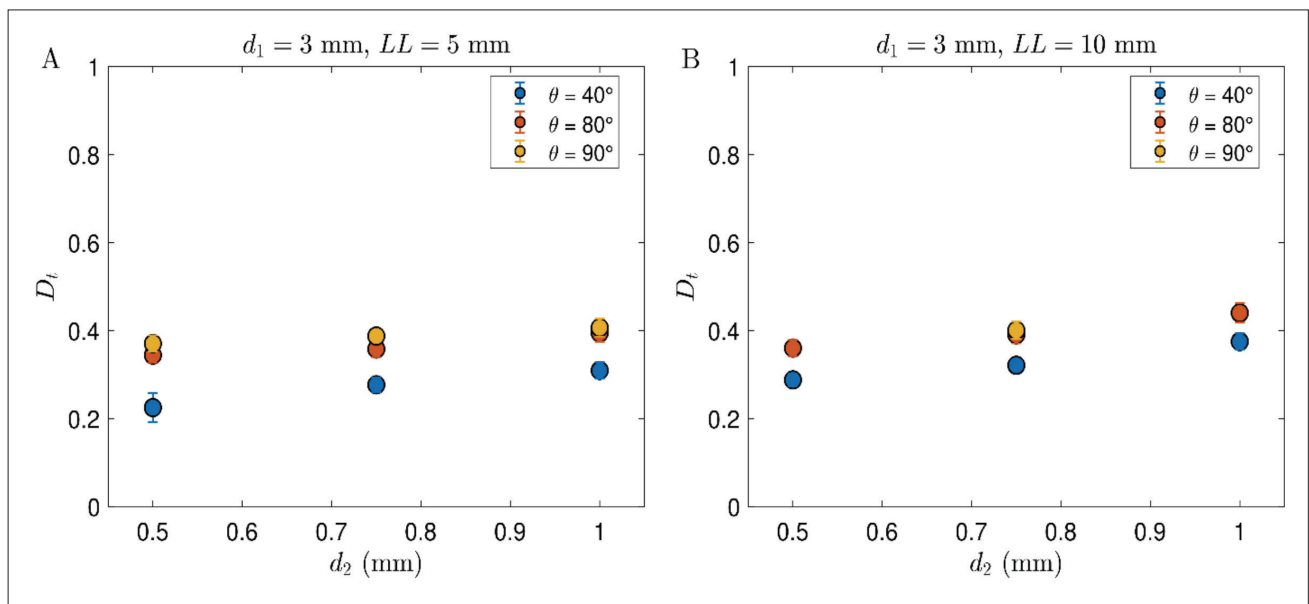 A
d₁ = 3 mm, LL = 5 mm
1
0.8
0.6
0.4
0.2
0
D_t
θ = 40°
θ = 80°
θ = 90°
0.5 0.6 0.7 0.8 0.9 1
d₂ (mm)
B
d₁ = 3 mm, LL = 10 mm
1
0.8
0.6
0.4
0.2
0
D_t
θ = 40°
θ = 80°
θ = 90°
0.5 0.6 0.7 0.8 0.9 1
d₂ (mm)